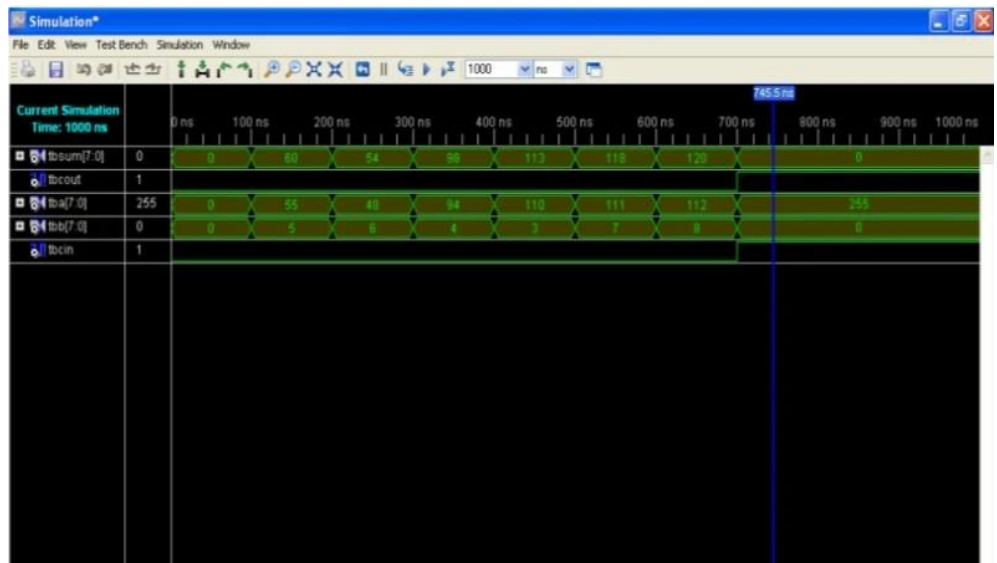 Simulation*
File Edit View Test Bench Simulation Window
1000 ns
745.5 ns
Current Simulation
Time: 1000 ns
0 ns 100 ns 200 ns 300 ns 400 ns 500 ns 600 ns 700 ns 800 ns 900 ns 1000 ns
tbsum[7:0] 0 0 60 54 98 113 118 120 0
tbcout 1
tba[7:0] 255 0 55 48 94 110 111 112 255
tbb[7:0] 0 0 5 6 4 3 7 8 0
tbcin 1